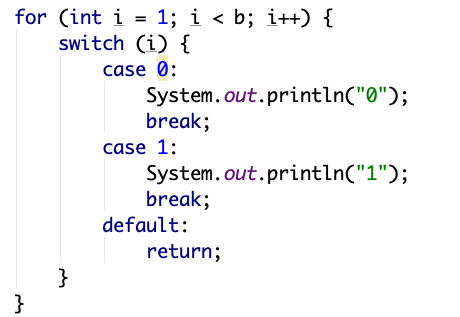 for (int i = 1; i < b; i++) {
    switch (i) {
        case 0:
            System.out.println("0");
            break;
        case 1:
            System.out.println("1");
            break;
        default:
            return;
    }
}